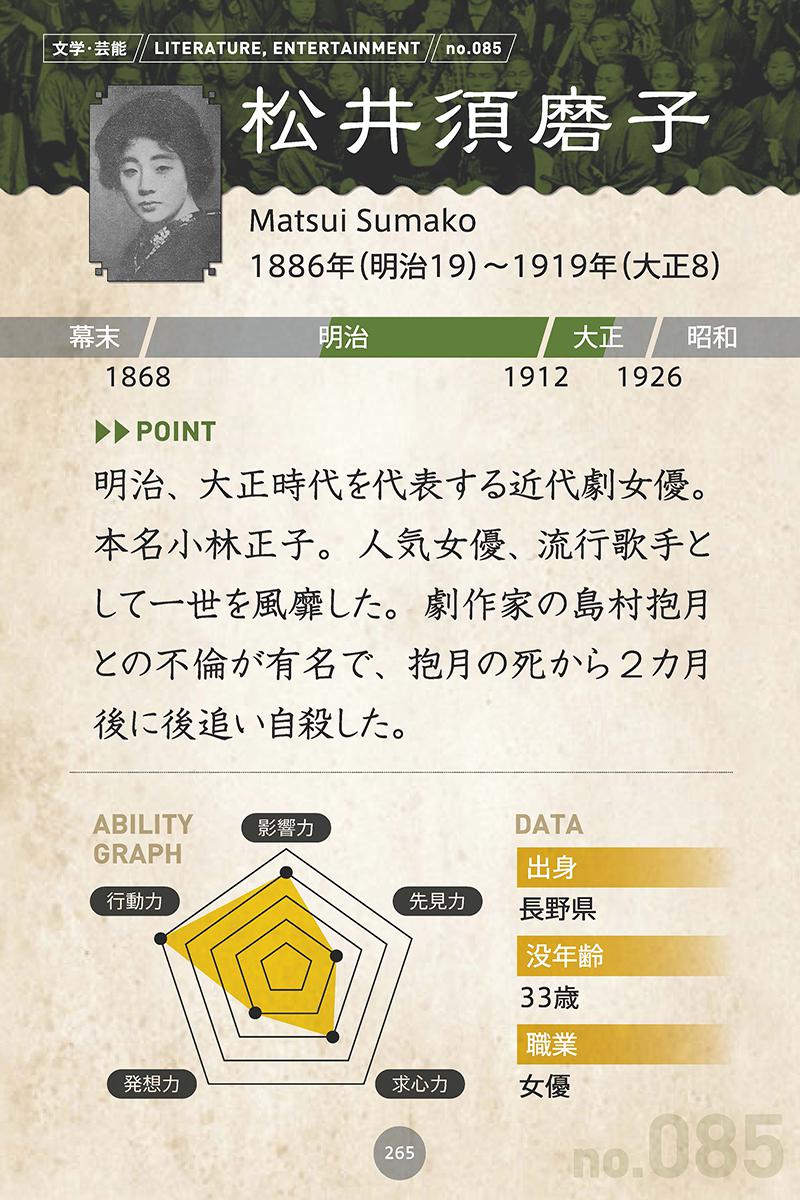 文学・芸能 LITERATURE, ENTERTAINMENT no.085
松井須磨子
Matsui Sumako
1886年(明治19)～1919年(大正8)
幕末 明治 大正 昭和
1868 1912 1926
POINT
明治、大正時代を代表する近代劇女優。
本名小林正子。人気女優、流行歌手と
して一世を風靡した。劇作家の島村抱月
との不倫が有名で、抱月の死から2カ月
後に後追い自殺した。
ABILITY
GRAPH
影響力
行動力
先見力
発想力
求心力
DATA
出身
長野県
没年齢
33歳
職業
女優
265
no.085